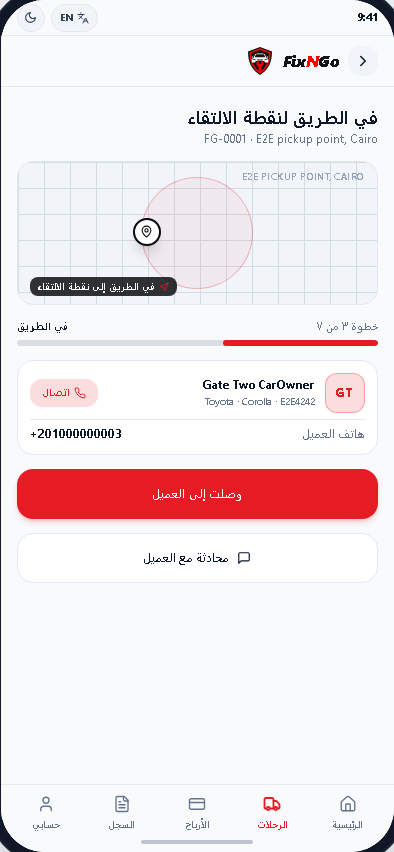 9:41
EN
FixNGo
في الطريق لنقطة الالتقاء
FG-0001 · E2E pickup point, Cairo
E2E PICKUP POINT, CAIRO
في الطريق إلى نقطة الالتقاء
خطوة ٣ من ٧
في الطريق
GT
Gate Two CarOwner
Toyota · Corolla · E2E4242
اتصال
هاتف العميل
+201000000003
وصلت إلى العميل
محادثة مع العميل
الرئيسية
الرحلات
الأرباح
السجل
حسابي